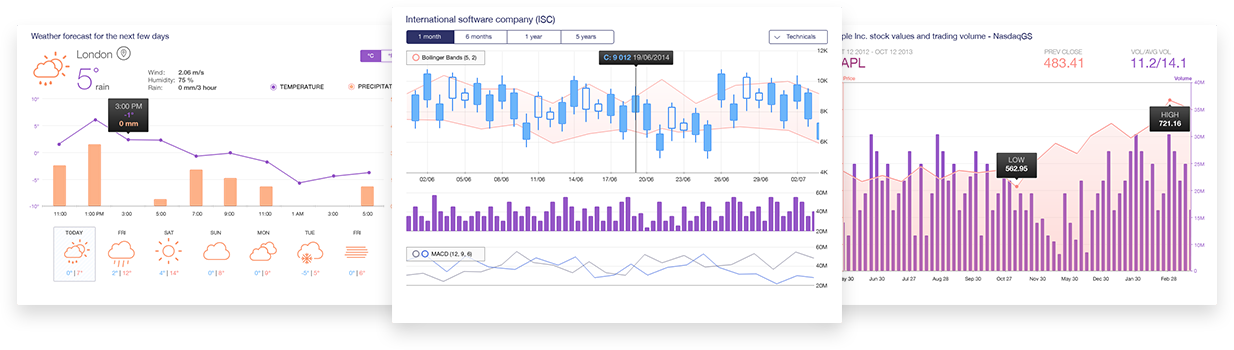 Weather forecast for the next few days
London
5°
rain
Wind: 2.06 m/s
Humidity: 75 %
Rain: 0 mm/3 hour
°C
TEMPERATURE
PRECIPITAT
3:00 PM
-1°
0 mm
10°
5°
0°
-5°
-10°
10°
11:00 1:00 PM 3:00 5:00 7:00 9:00 11:00 1 AM 3:00 5:00
TODAY FRI SAT SUN MON TUE FRI
0°|7° 2°|12° 4°|14° 0°|6° 0°|9° -5°|5° 0°|6°
International software company (ISC)
1 month 6 months 1 year 5 years
Technicals
Boilinger Bands (5, 2)
C: 9 012 19/06/2014
12K
10K
8K
6K
4K
02/06 05/06 08/06 11/06 14/06 17/06 20/06 23/06 26/06 29/06 02/07
60M
40M
20M
MACD (12, 9, 6)
60M
40M
20M
ple Inc. stock values and trading volume - NasdaqGS
T 12 2012 - OCT 12 2013
APL
PREV CLOSE
483.41
VOL/AVG VOL
11.2/14.1
Price
Volume
40M
35M
30M
25M
20M
15M
10M
LOW
562.95
HIGH
721.16
ay 30 Jun 30 Jul 27 Aug 28 Sep 30 Oct 27 Nov 30 Dec 30 Jan 30 Feb 28